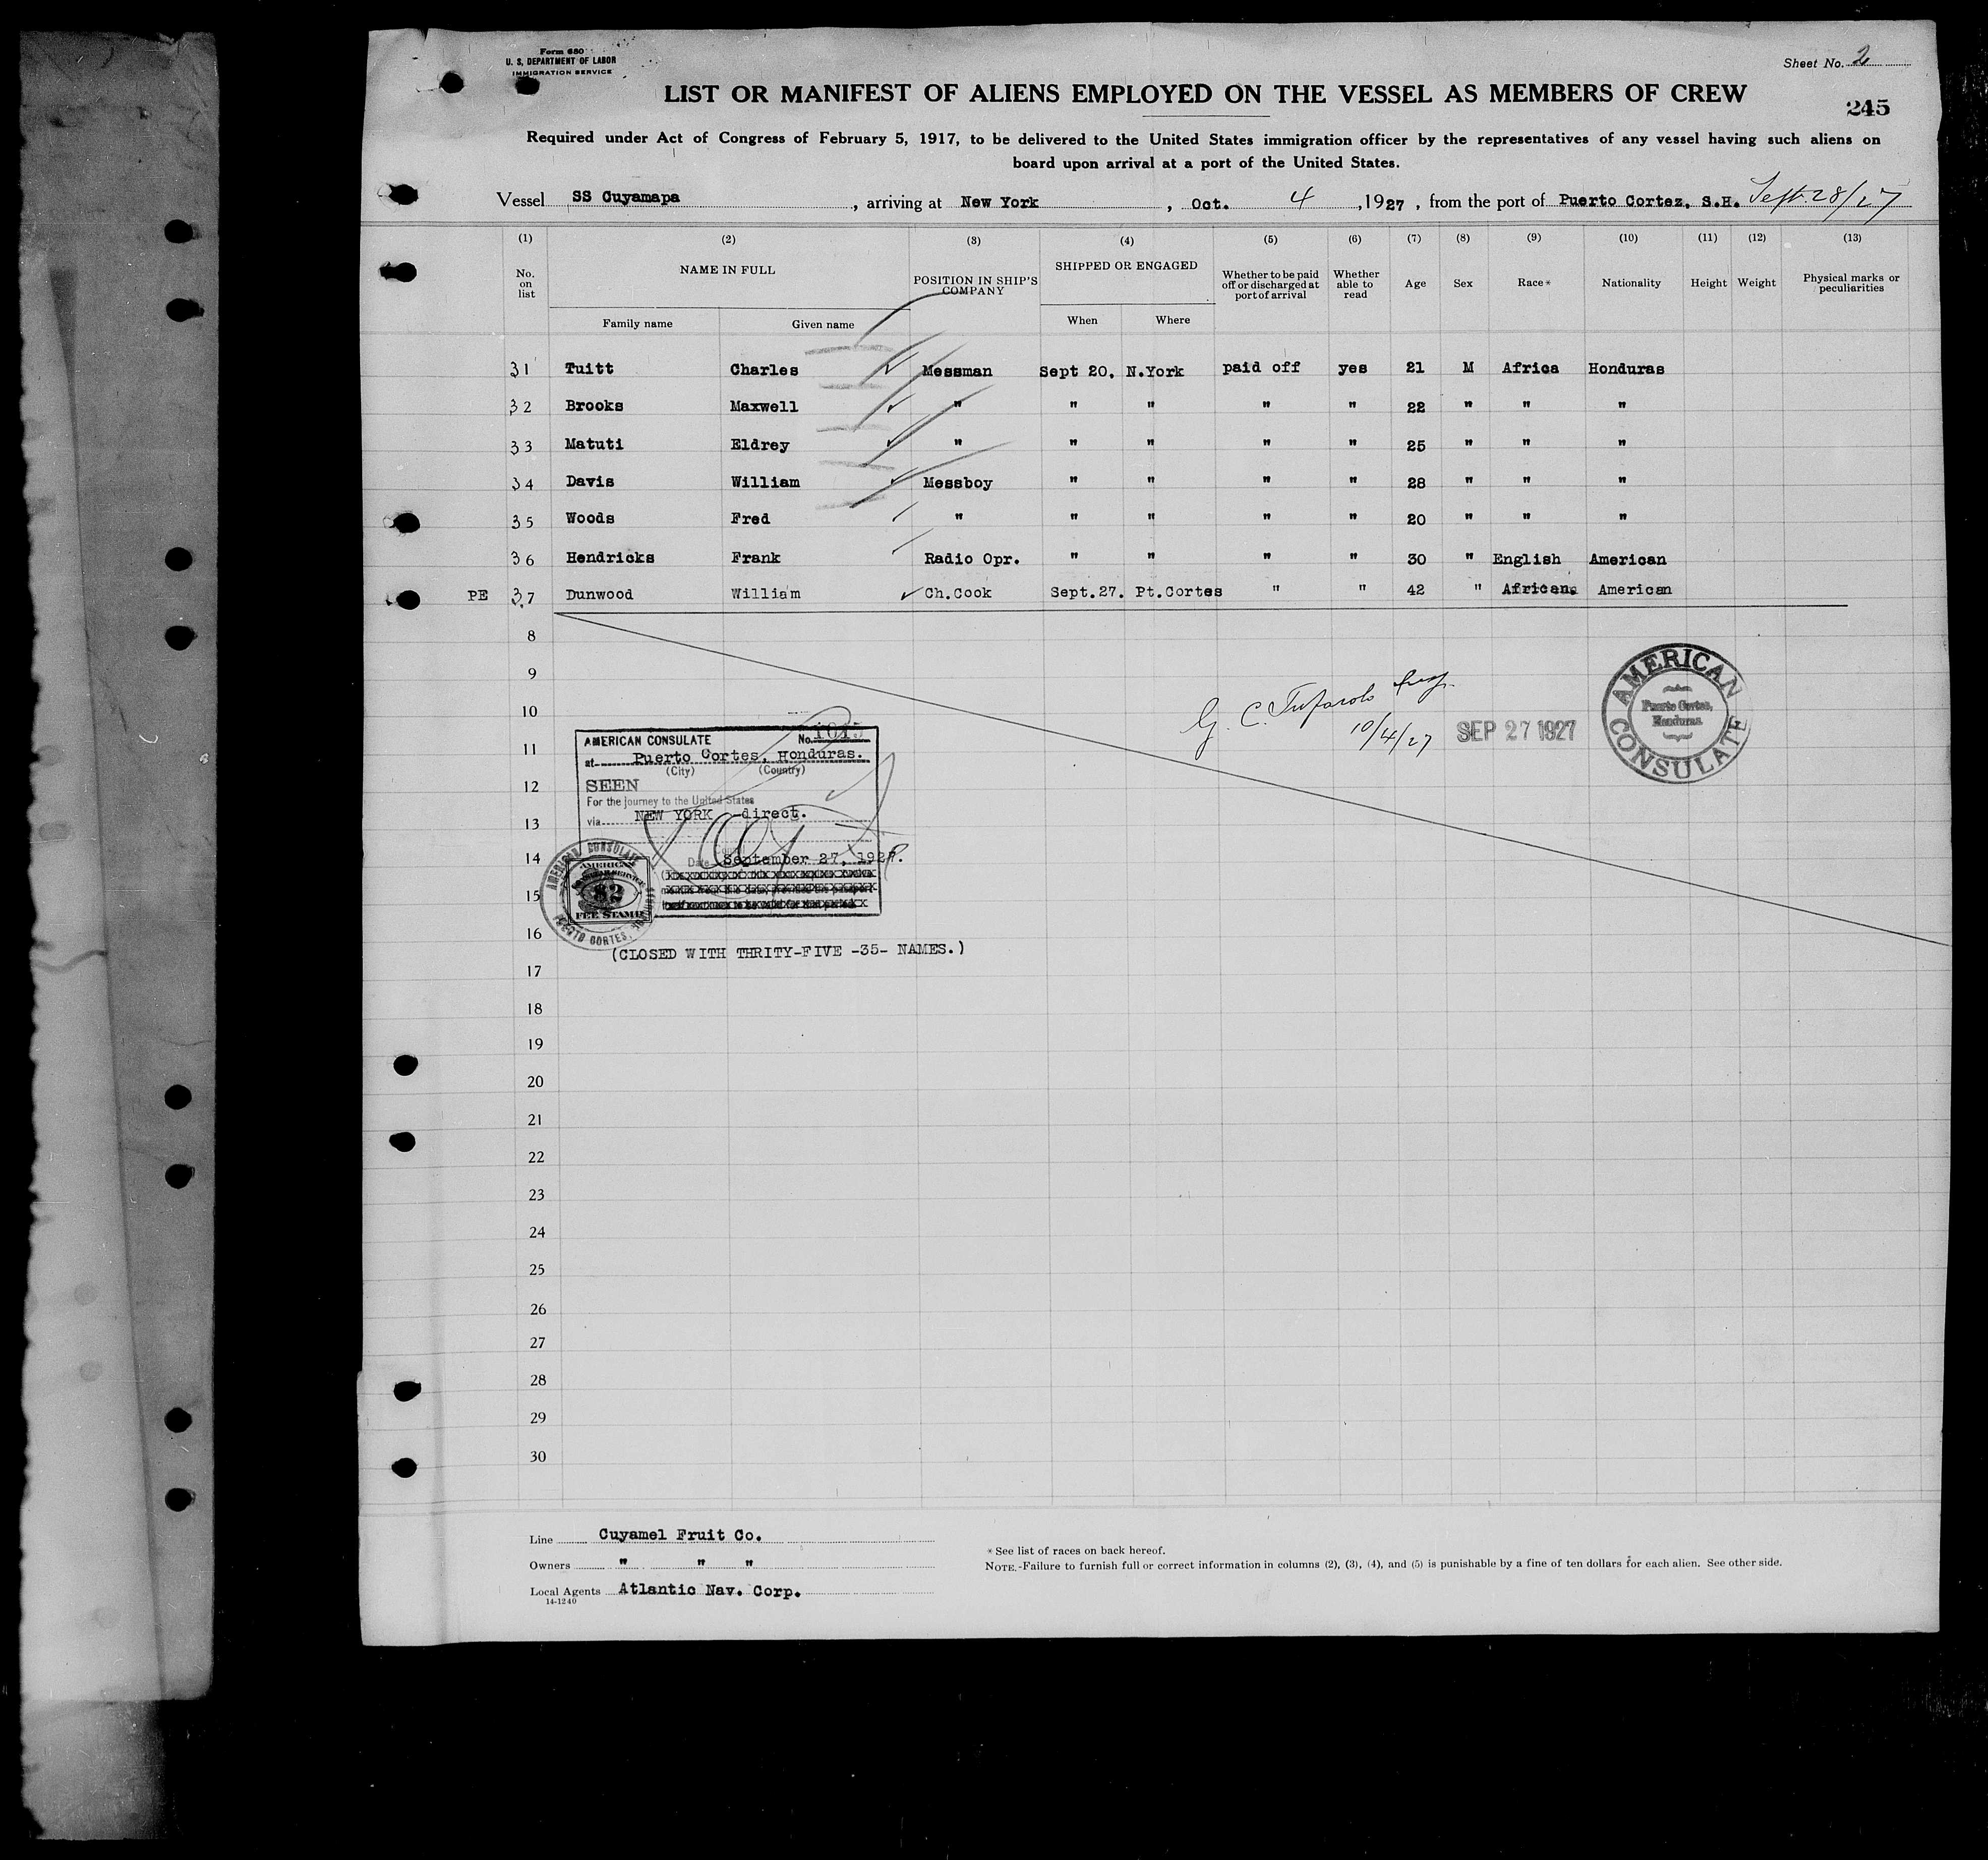 Form 680
U. S. DEPARTMENT OF LABOR
IMMIGRATION SERVICE
Sheet No. 2
LIST OR MANIFEST OF ALIENS EMPLOYED ON THE VESSEL AS MEMBERS OF CREW
245
Required under Act of Congress of February 5, 1917, to be delivered to the United States immigration officer by the representatives of any vessel having such aliens on
board upon arrival at a port of the United States.
Vessel SS Cuyamapa, arriving at New York, Oct. 4, 1927, from the port of Puerto Cortez, S.H. Sept. 28/27
(1) (2) (3) (4) (5) (6) (7) (8) (9) (10) (11) (12) (13)
No. on list NAME IN FULL POSITION IN SHIP'S COMPANY SHIPPED OR ENGAGED Whether to be paid off or discharged at port of arrival Whether able to read Age Sex Race* Nationality Height Weight Physical marks or peculiarities
Family name Given name When Where
31 Tuitt Charles Messman Sept 20, N.York paid off yes 21 M Africa Honduras
32 Brooks Maxwell " " " " " 22 " " "
33 Matuti Eldrey " " " " " 25 " " "
34 Davis William Messboy " " " " 28 " " "
35 Woods Fred " " " " " 20 " " "
36 Hendricks Frank Radio Opr. " " " " 30 " English American
PE 37 Dunwood William Ch.Cook Sept.27. Pt.Cortes " " 42 " African. American
8
9
10
G. C. 10/4/27
SEP 27 1927
AMERICAN CONSULATE
Puerto Cortes, Honduras.
11
AMERICAN CONSULATE No.
at Puerto Cortes, Honduras.
(City) (Country)
12
SEEN
For the journey to the United States
13
via NEW YORK -direct.
14
Date September 27, 1927.
15
AMERICAN CONSULATE
PUERTO CORTES, HONDURAS
AMERICAN
CONSULAR SERVICE
$2
FEE STAMP
16
(CLOSED WITH THRITY-FIVE -35- NAMES.)
17
18
19
20
21
22
23
24
25
26
27
28
29
30
Line Cuyamel Fruit Co.
Owners " " "
Local Agents Atlantic Nav. Corp.
14-1240
* See list of races on back hereof.
NOTE.-Failure to furnish full or correct information in columns (2), (3), (4), and (5) is punishable by a fine of ten dollars for each alien. See other side.